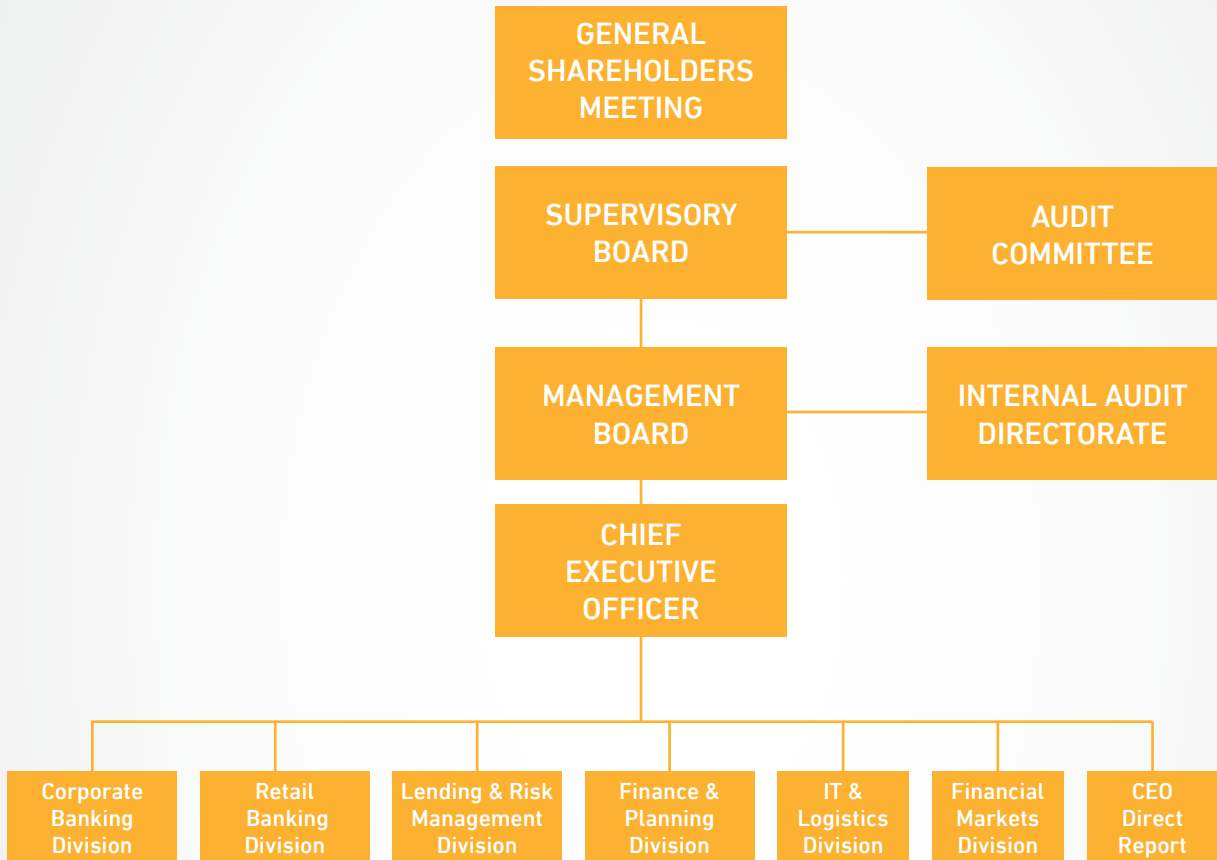 GENERAL
SHAREHOLDERS
MEETING
SUPERVISORY
BOARD
AUDIT
COMMITTEE
MANAGEMENT
BOARD
INTERNAL AUDIT
DIRECTORATE
CHIEF
EXECUTIVE
OFFICER
Corporate
Banking
Division
Retail
Banking
Division
Lending & Risk
Management
Division
Finance &
Planning
Division
IT &
Logistics
Division
Financial
Markets
Division
CEO
Direct
Report